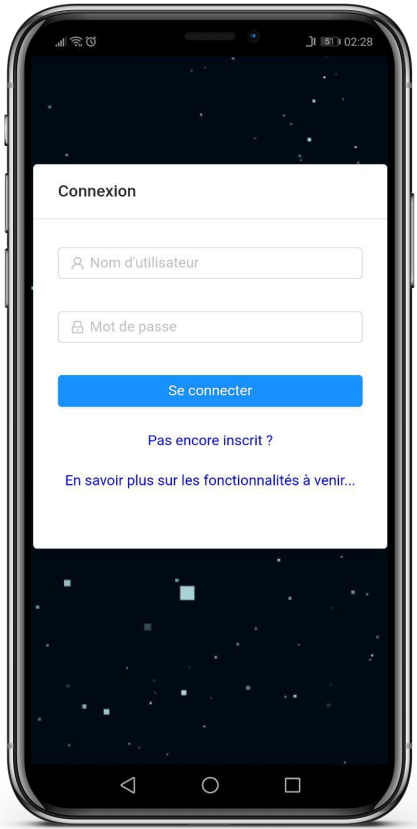 51 02:28
Connexion
Nom d'utilisateur
Mot de passe
Se connecter
Pas encore inscrit ?
En savoir plus sur les fonctionnalités à venir...